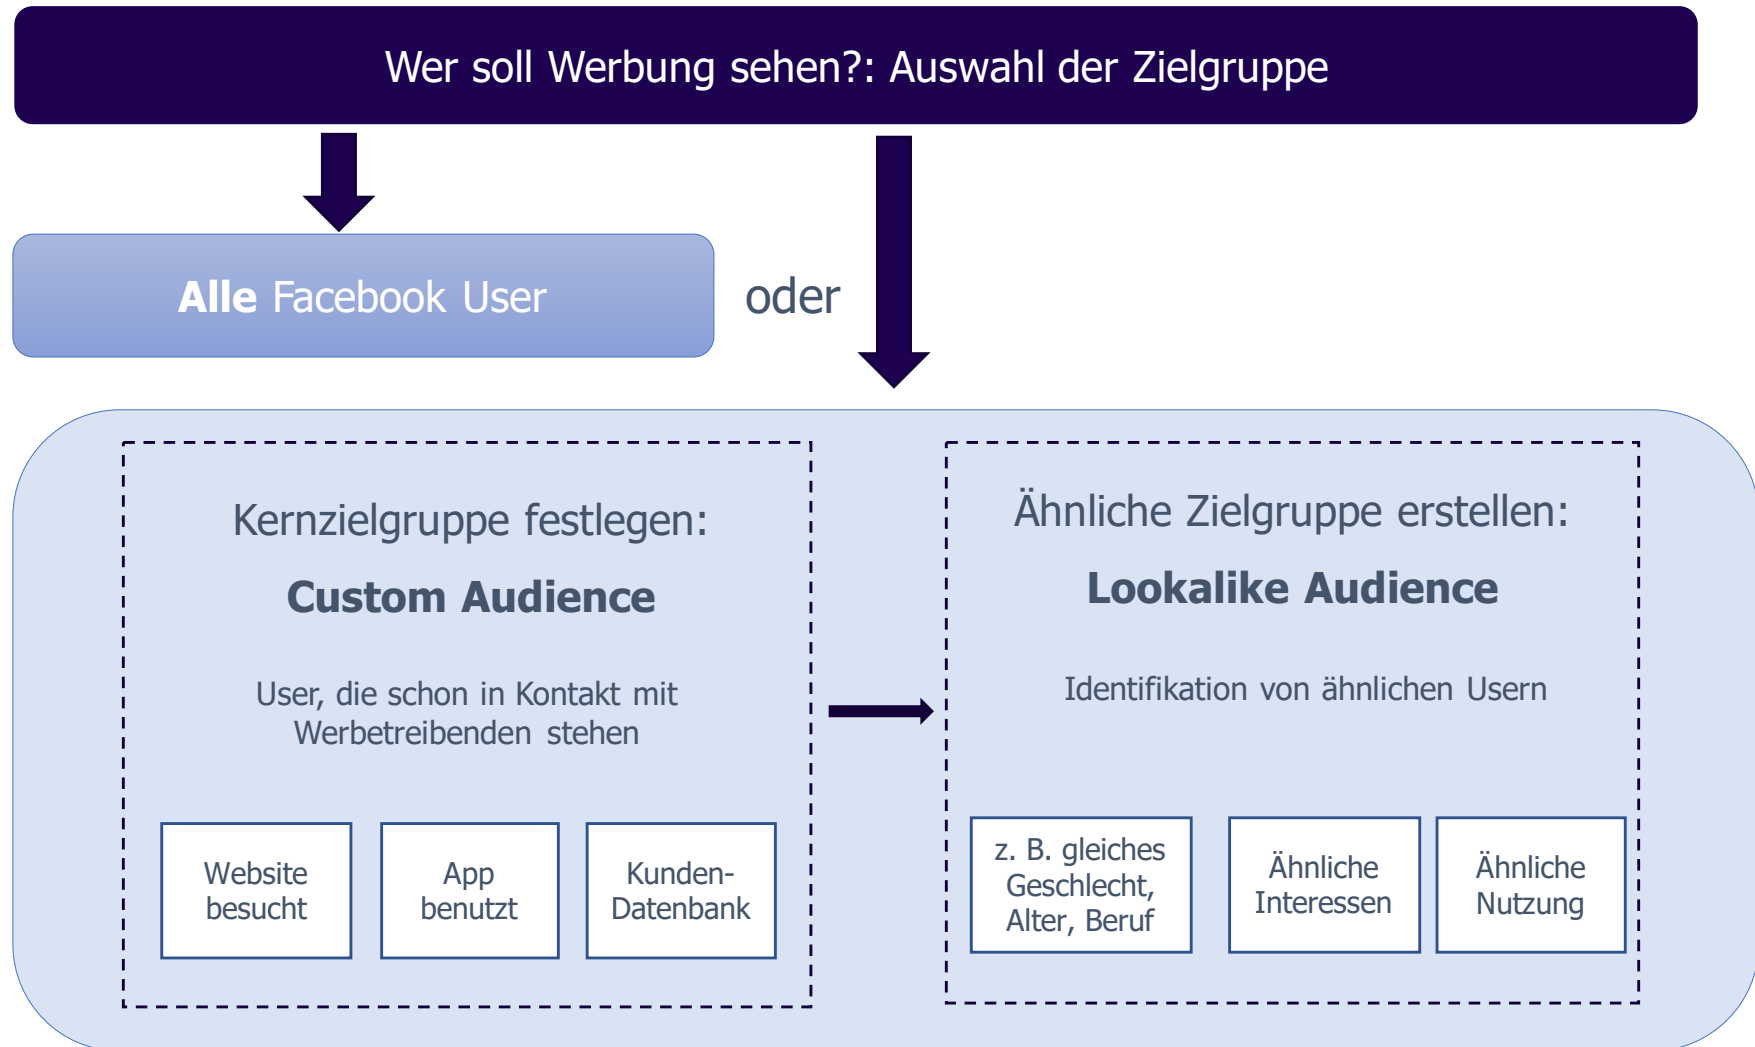 Wer soll Werbung sehen?: Auswahl der Zielgruppe
Alle Facebook User
oder
Kernzielgruppe festlegen:
Custom Audience
User, die schon in Kontakt mit
Werbetreibenden stehen
Website
besucht
App
benutzt
Kunden-
Datenbank
Ähnliche Zielgruppe erstellen:
Lookalike Audience
Identifikation von ähnlichen Usern
z. B. gleiches
Geschlecht,
Alter, Beruf
Ähnliche
Interessen
Ähnliche
Nutzung